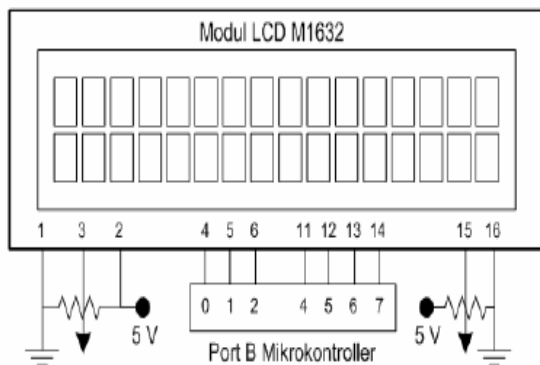 Modul LCD M1632
1 3 2 4 5 6 11 12 13 14 15 16
0 1 2 4 5 6 7
5 V 5 V
Port B Mikrokontroller